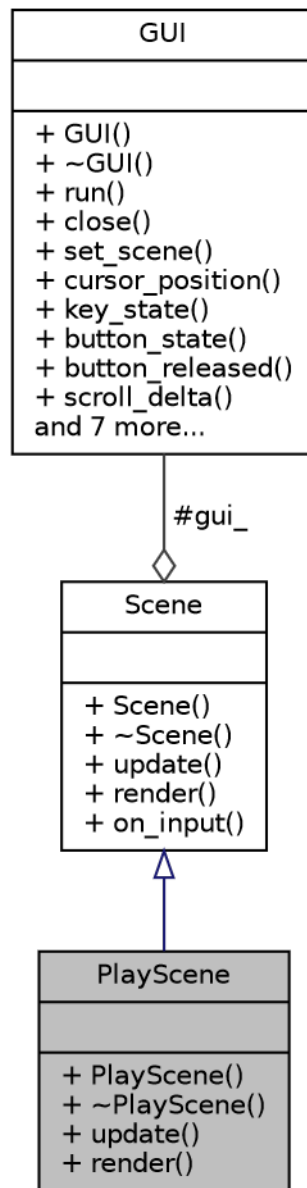 GUI
+ GUI()
+ ~GUI()
+ run()
+ close()
+ set_scene()
+ cursor_position()
+ key_state()
+ button_state()
+ button_released()
+ scroll_delta()
and 7 more...
#gui_
Scene
+ Scene()
+ ~Scene()
+ update()
+ render()
+ on_input()
PlayScene
+ PlayScene()
+ ~PlayScene()
+ update()
+ render()